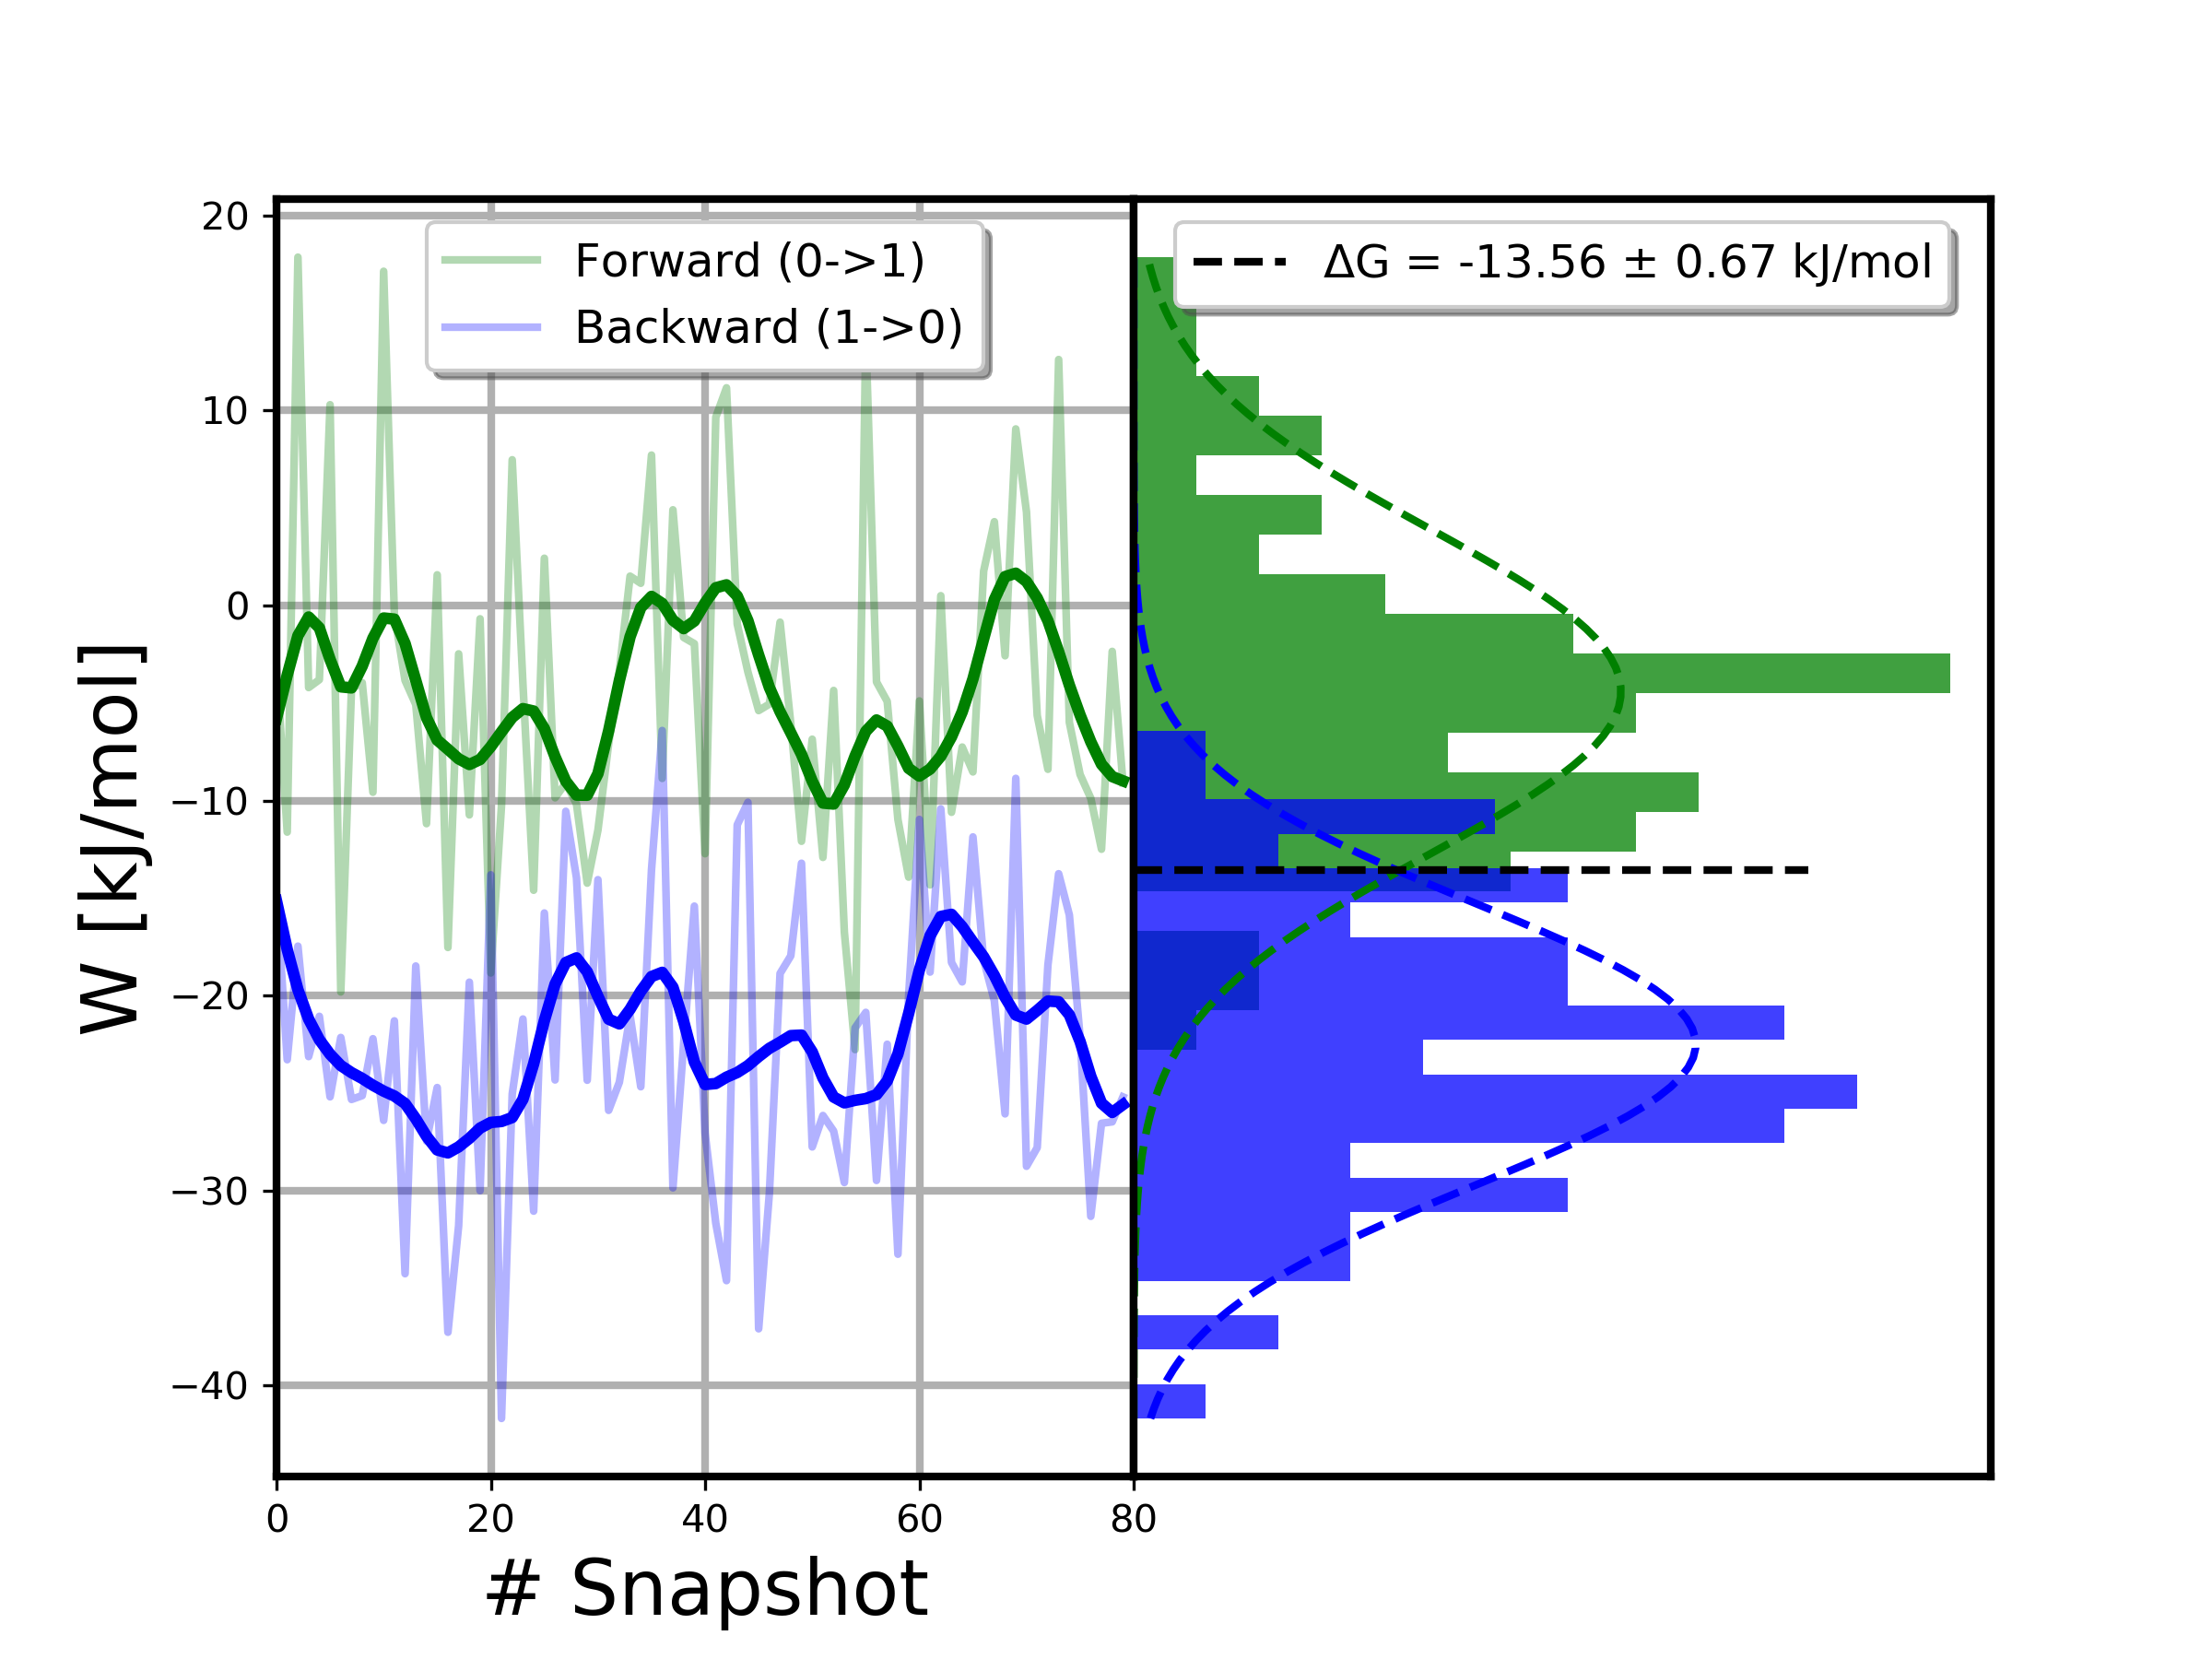 Forward (0->1)
Backward (1->0)
ΔG = -13.56 ± 0.67 kJ/mol
W [kJ/mol]
20
10
0
−10
−20
−30
−40
0 20 40 60 80
# Snapshot